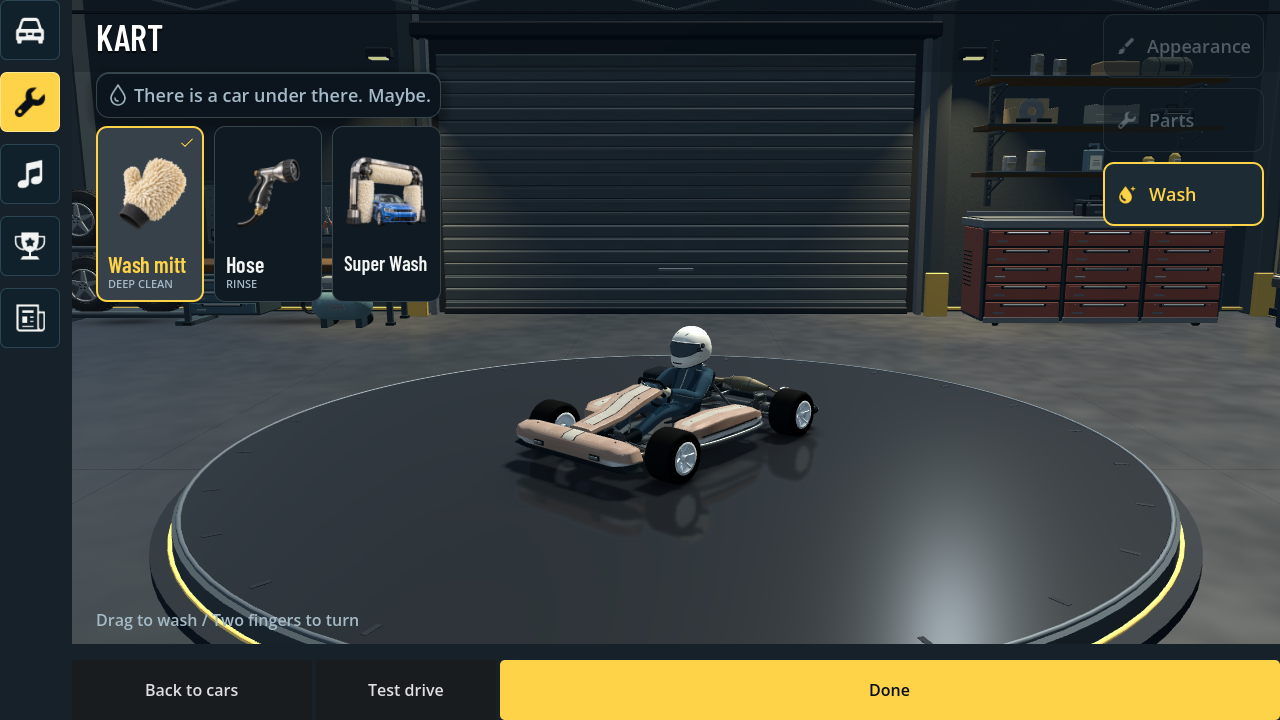 KART
There is a car under there. Maybe.
Wash mitt
DEEP CLEAN
Hose
RINSE
Super Wash
Appearance
Parts
Wash
Drag to wash / Two fingers to turn
Back to cars
Test drive
Done